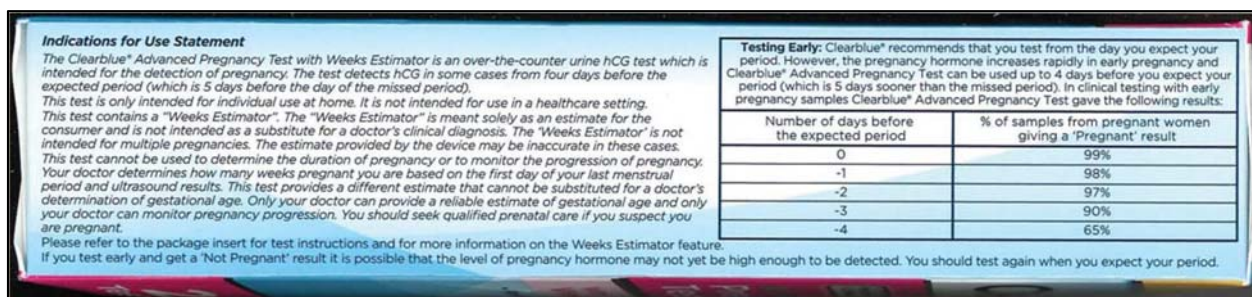 Indications for Use Statement
The Clearblue® Advanced Pregnancy Test with Weeks Estimator is an over-the-counter urine hCG test which is
intended for the detection of pregnancy. The test detects hCG in some cases from four days before the
expected period (which is 5 days before the day of the missed period).
This test is only intended for individual use at home. It is not intended for use in a healthcare setting.
This test contains a "Weeks Estimator". The "Weeks Estimator" is meant solely as an estimate for the
consumer and is not intended as a substitute for a doctor's clinical diagnosis. The 'Weeks Estimator' is not
intended for multiple pregnancies. The estimate provided by the device may be inaccurate in these cases.
This test cannot be used to determine the duration of pregnancy or to monitor the progression of pregnancy.
Your doctor determines how many weeks pregnant you are based on the first day of your last menstrual
period and ultrasound results. This test provides a different estimate that cannot be substituted for a doctor's
determination of gestational age. Only your doctor can provide a reliable estimate of gestational age and only
your doctor can monitor pregnancy progression. You should seek qualified prenatal care if you suspect you
are pregnant.
Please refer to the package insert for test instructions and for more information on the Weeks Estimator feature.
If you test early and get a 'Not Pregnant' result it is possible that the level of pregnancy hormone may not yet be high enough to be detected. You should test again when you expect your period.
Testing Early: Clearblue® recommends that you test from the day you expect your
period. However, the pregnancy hormone increases rapidly in early pregnancy and
Clearblue® Advanced Pregnancy Test can be used up to 4 days before you expect your
period (which is 5 days sooner than the missed period). In clinical testing with early
pregnancy samples Clearblue® Advanced Pregnancy Test gave the following results:
Number of days before the expected period | % of samples from pregnant women giving a 'Pregnant' result
0 99%
-1 98%
-2 97%
-3 90%
-4 65%